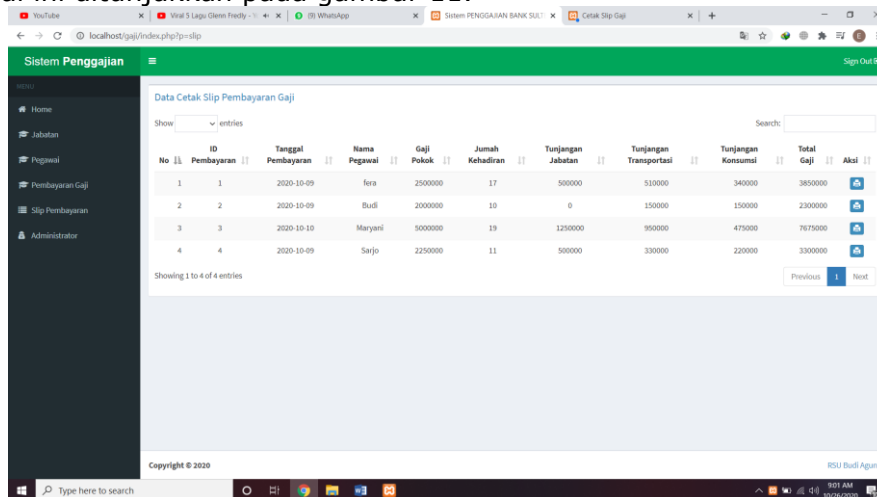 ditunjukkan pada gambar
YouTube
Viral 5 Lagu Glenn Fredly -
(9) WhatsApp
Sistem PENGGAJIAN BANK SULT
Cetak Slip Gaji
localhost/gaji/index.php?p=slip
Sistem Penggajian
Sign Out
MENU
Home
Jabatan
Pegawai
Pembayaran Gaji
Slip Pembayaran
Administrator
Data Cetak Slip Pembayaran Gaji
Show entries
Search:
No ID Pembayaran Tanggal Pembayaran Nama Pegawai Gaji Pokok Jumah Kehadiran Tunjangan Jabatan Tunjangan Transportasi Tunjangan Konsumsi Total Gaji Aksi
1 1 2020-10-09 fera 2500000 17 500000 510000 340000 3850000
2 2 2020-10-09 Budi 2000000 10 0 150000 150000 2300000
3 3 2020-10-10 Maryani 5000000 19 1250000 950000 475000 7675000
4 4 2020-10-09 Sarjo 2250000 11 500000 330000 220000 3300000
Showing 1 to 4 of 4 entries
Previous 1 Next
Copyright © 2020
RSU Budi Agun
Type here to search
9:01 AM
10/26/2020